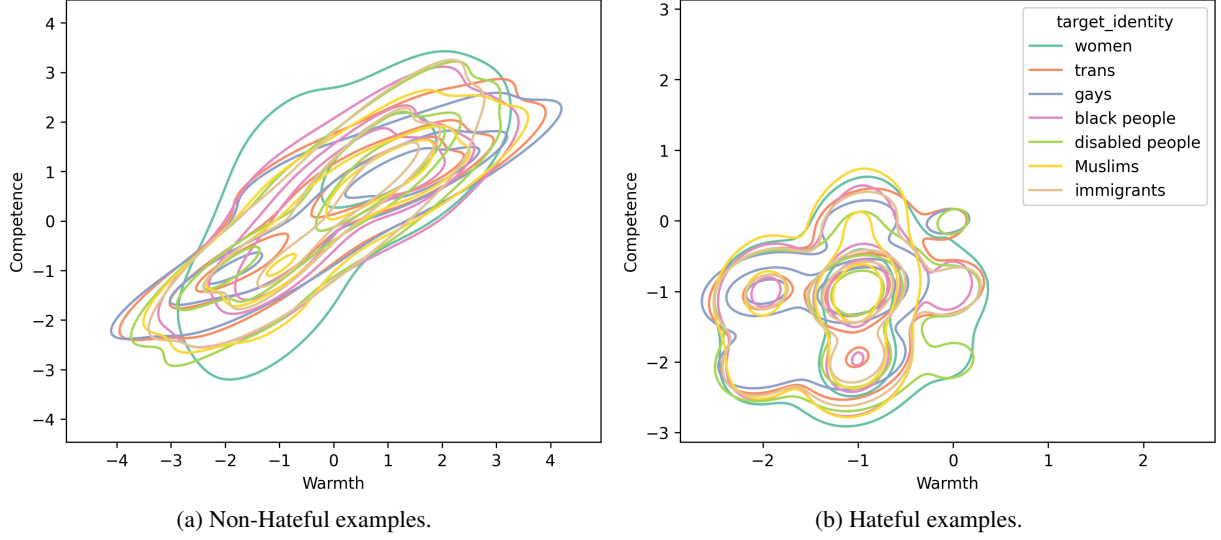 4
3
2
1
0
−1
−2
−3
−4
Competence
−4 −3 −2 −1 0 1 2 3 4
Warmth
(a) Non-Hateful examples.
3
2
1
0
−1
−2
−3
Competence
−2 −1 0 1 2
Warmth
target_identity
women
trans
gays
black people
disabled people
Muslims
immigrants
(b) Hateful examples.